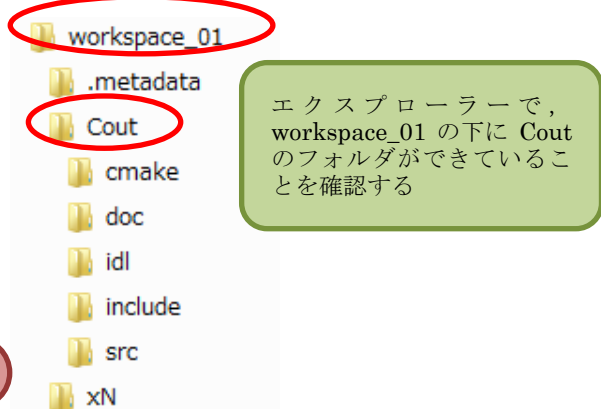 workspace_01
.metadata
Cout
cmake
doc
idl
include
src
xN
エクスプローラーで,
workspace_01 の下に Cout
のフォルダができているこ
とを確認する